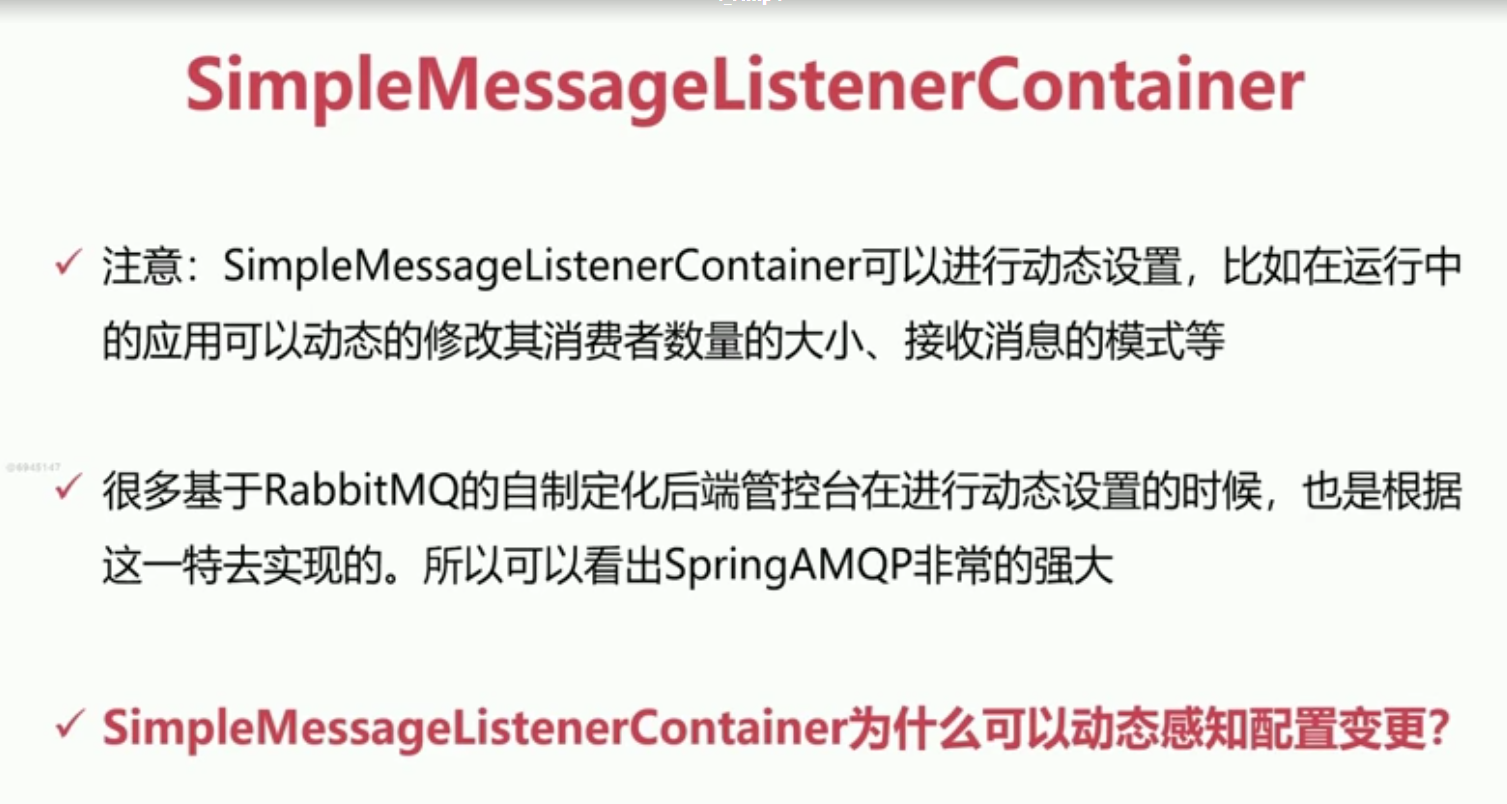 SimpleMessageListenerContainer
✓ 注意：SimpleMessageListenerContainer可以进行动态设置，比如在运行中
的应用可以动态的修改其消费者数量的大小、接收消息的模式等
@6945147
✓ 很多基于RabbitMQ的自制定化后端管控台在进行动态设置的时候，也是根据
这一特去实现的。所以可以看出SpringAMQP非常的强大
✓ SimpleMessageListenerContainer为什么可以动态感知配置变更？